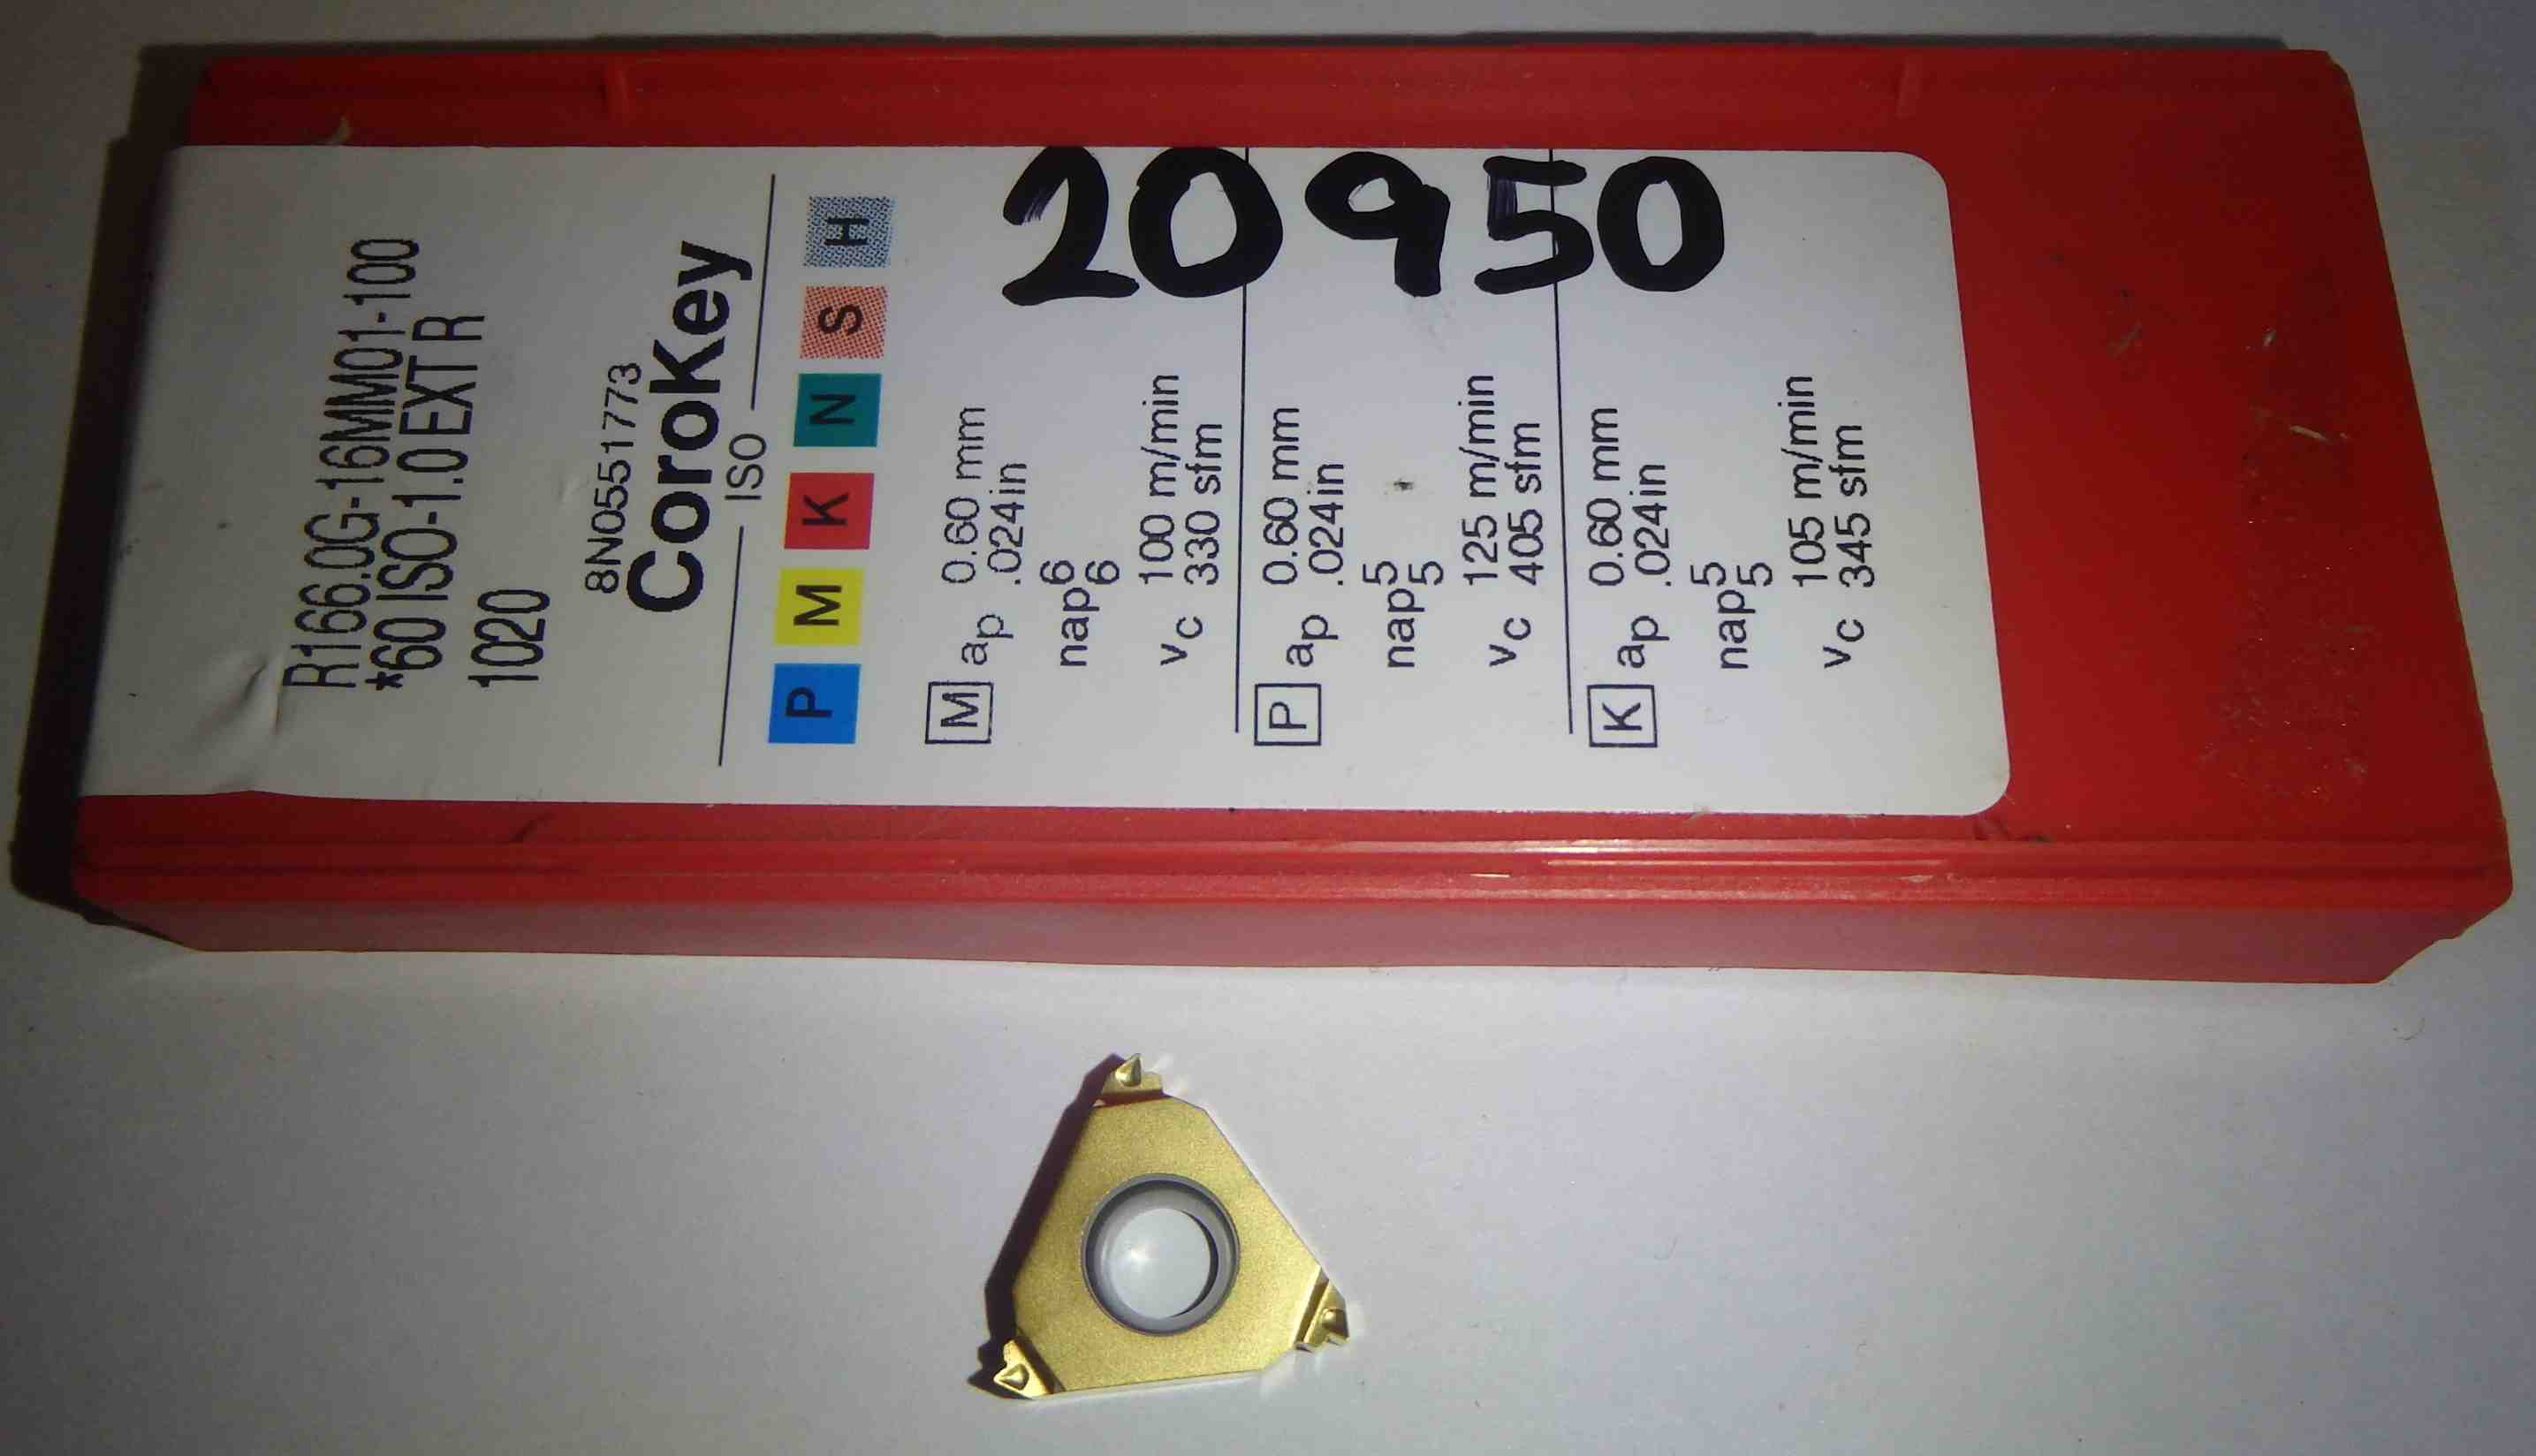 20950
R166.0G-16MM01-100
*60 ISO-1.0 EXT R
1020
8N0551773
CoroKey
ISO
P M K N S H
M ap 0.60 mm
.024in
nap 6
6
vc 100 m/min
330 sfm
P ap 0.60 mm
.024in
nap 5
5
vc 125 m/min
405 sfm
K ap 0.60 mm
.024in
nap 5
5
vc 105 m/min
345 sfm